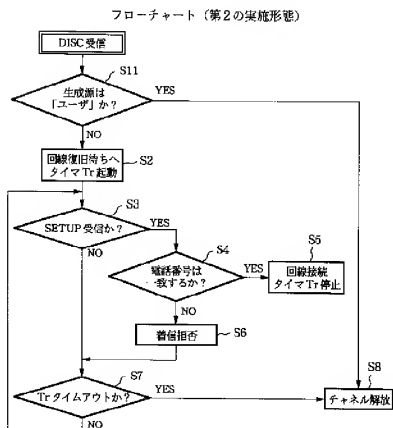 フローチャート（第２の実施形態）
DISC受信
S11
生成源は
「ユーザ」か？
YES
NO
回線復旧待ちへ
タイマTr起動
S2
S3
SETUP受信か？
YES
NO
S4
電話番号は
一致するか？
YES
NO
S5
回線接続
タイマTr停止
着信拒否
S6
S7
Trタイムアウトか？
YES
NO
S8
チャネル解放